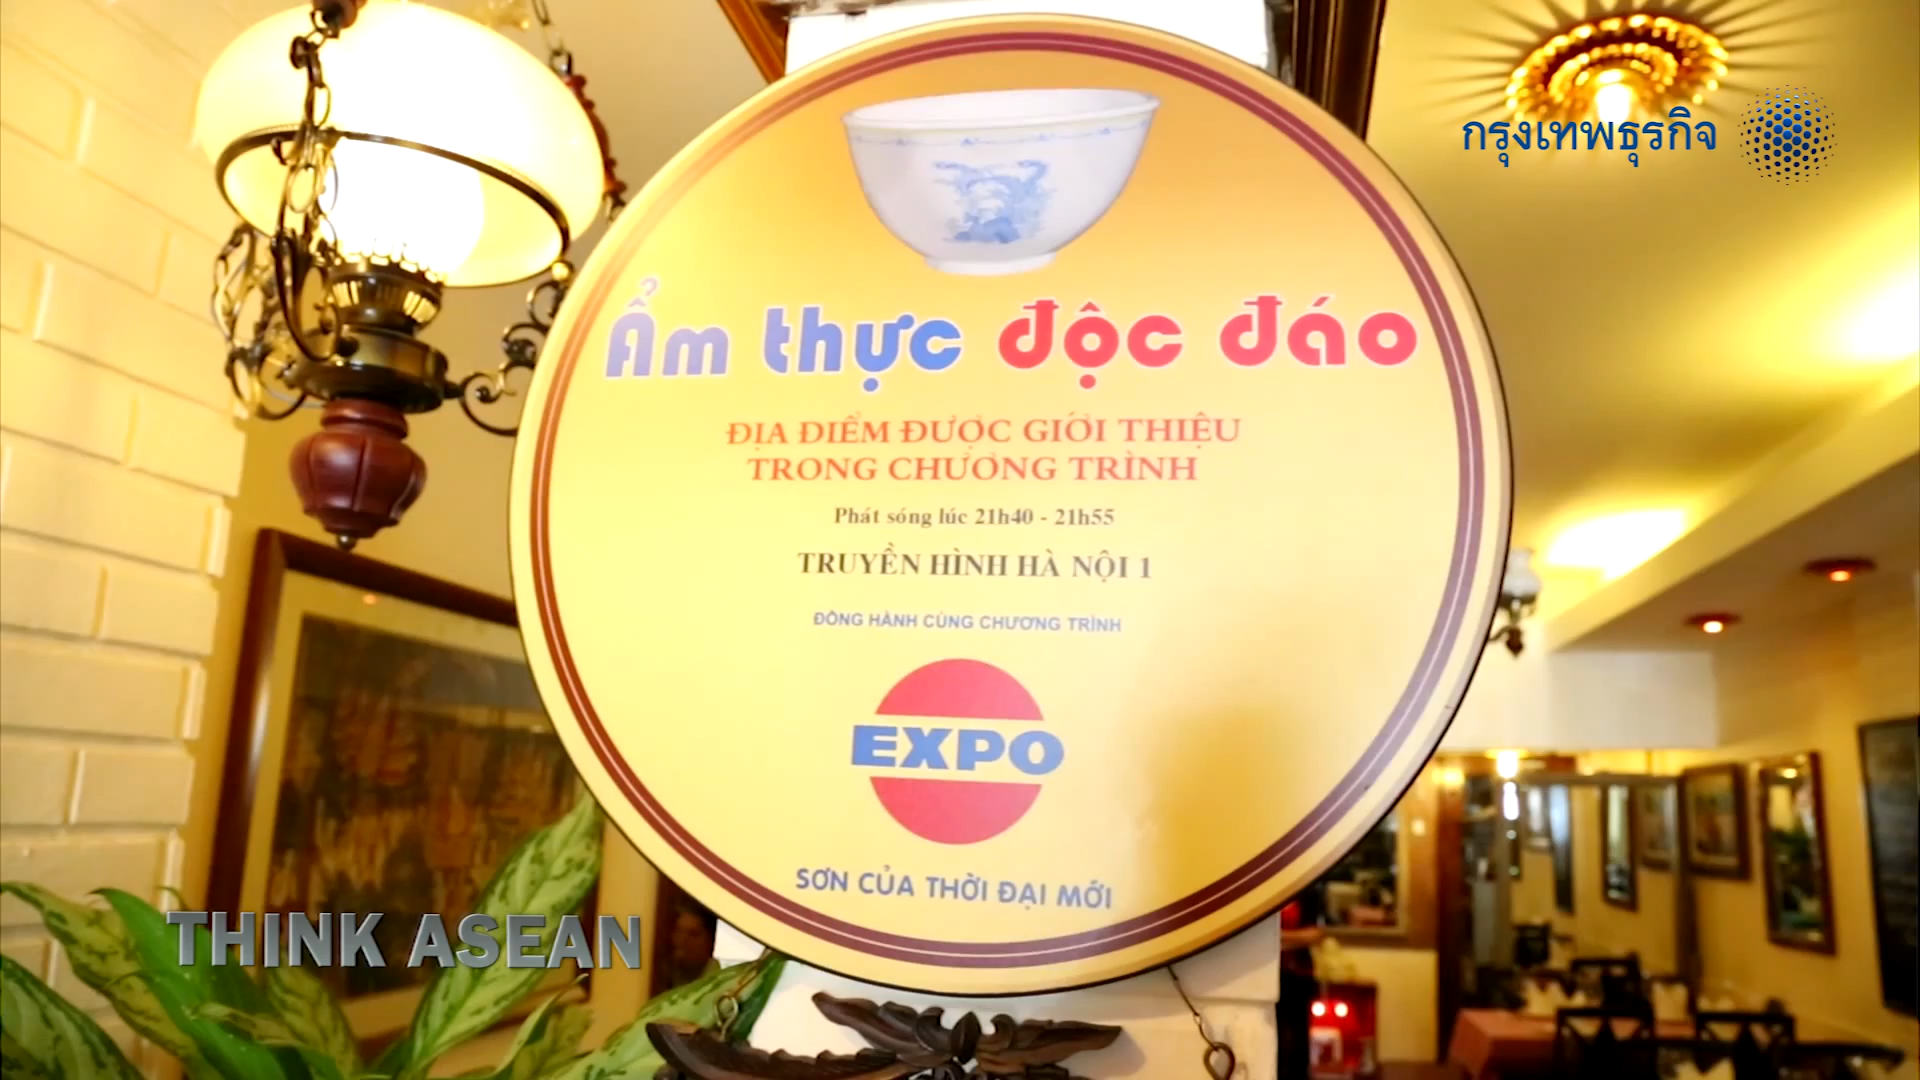 กรุงเทพธุรกิจ
Ẩm thực độc đáo
ĐỊA ĐIỂM ĐƯỢC GIỚI THIỆU
TRONG CHƯƠNG TRÌNH
Phát sóng lúc 21h40 - 21h55
TRUYỀN HÌNH HÀ NỘI 1
ĐỒNG HÀNH CÙNG CHƯƠNG TRÌNH
EXPO
SƠN CỦA THỜI ĐẠI MỚI
THINK ASEAN